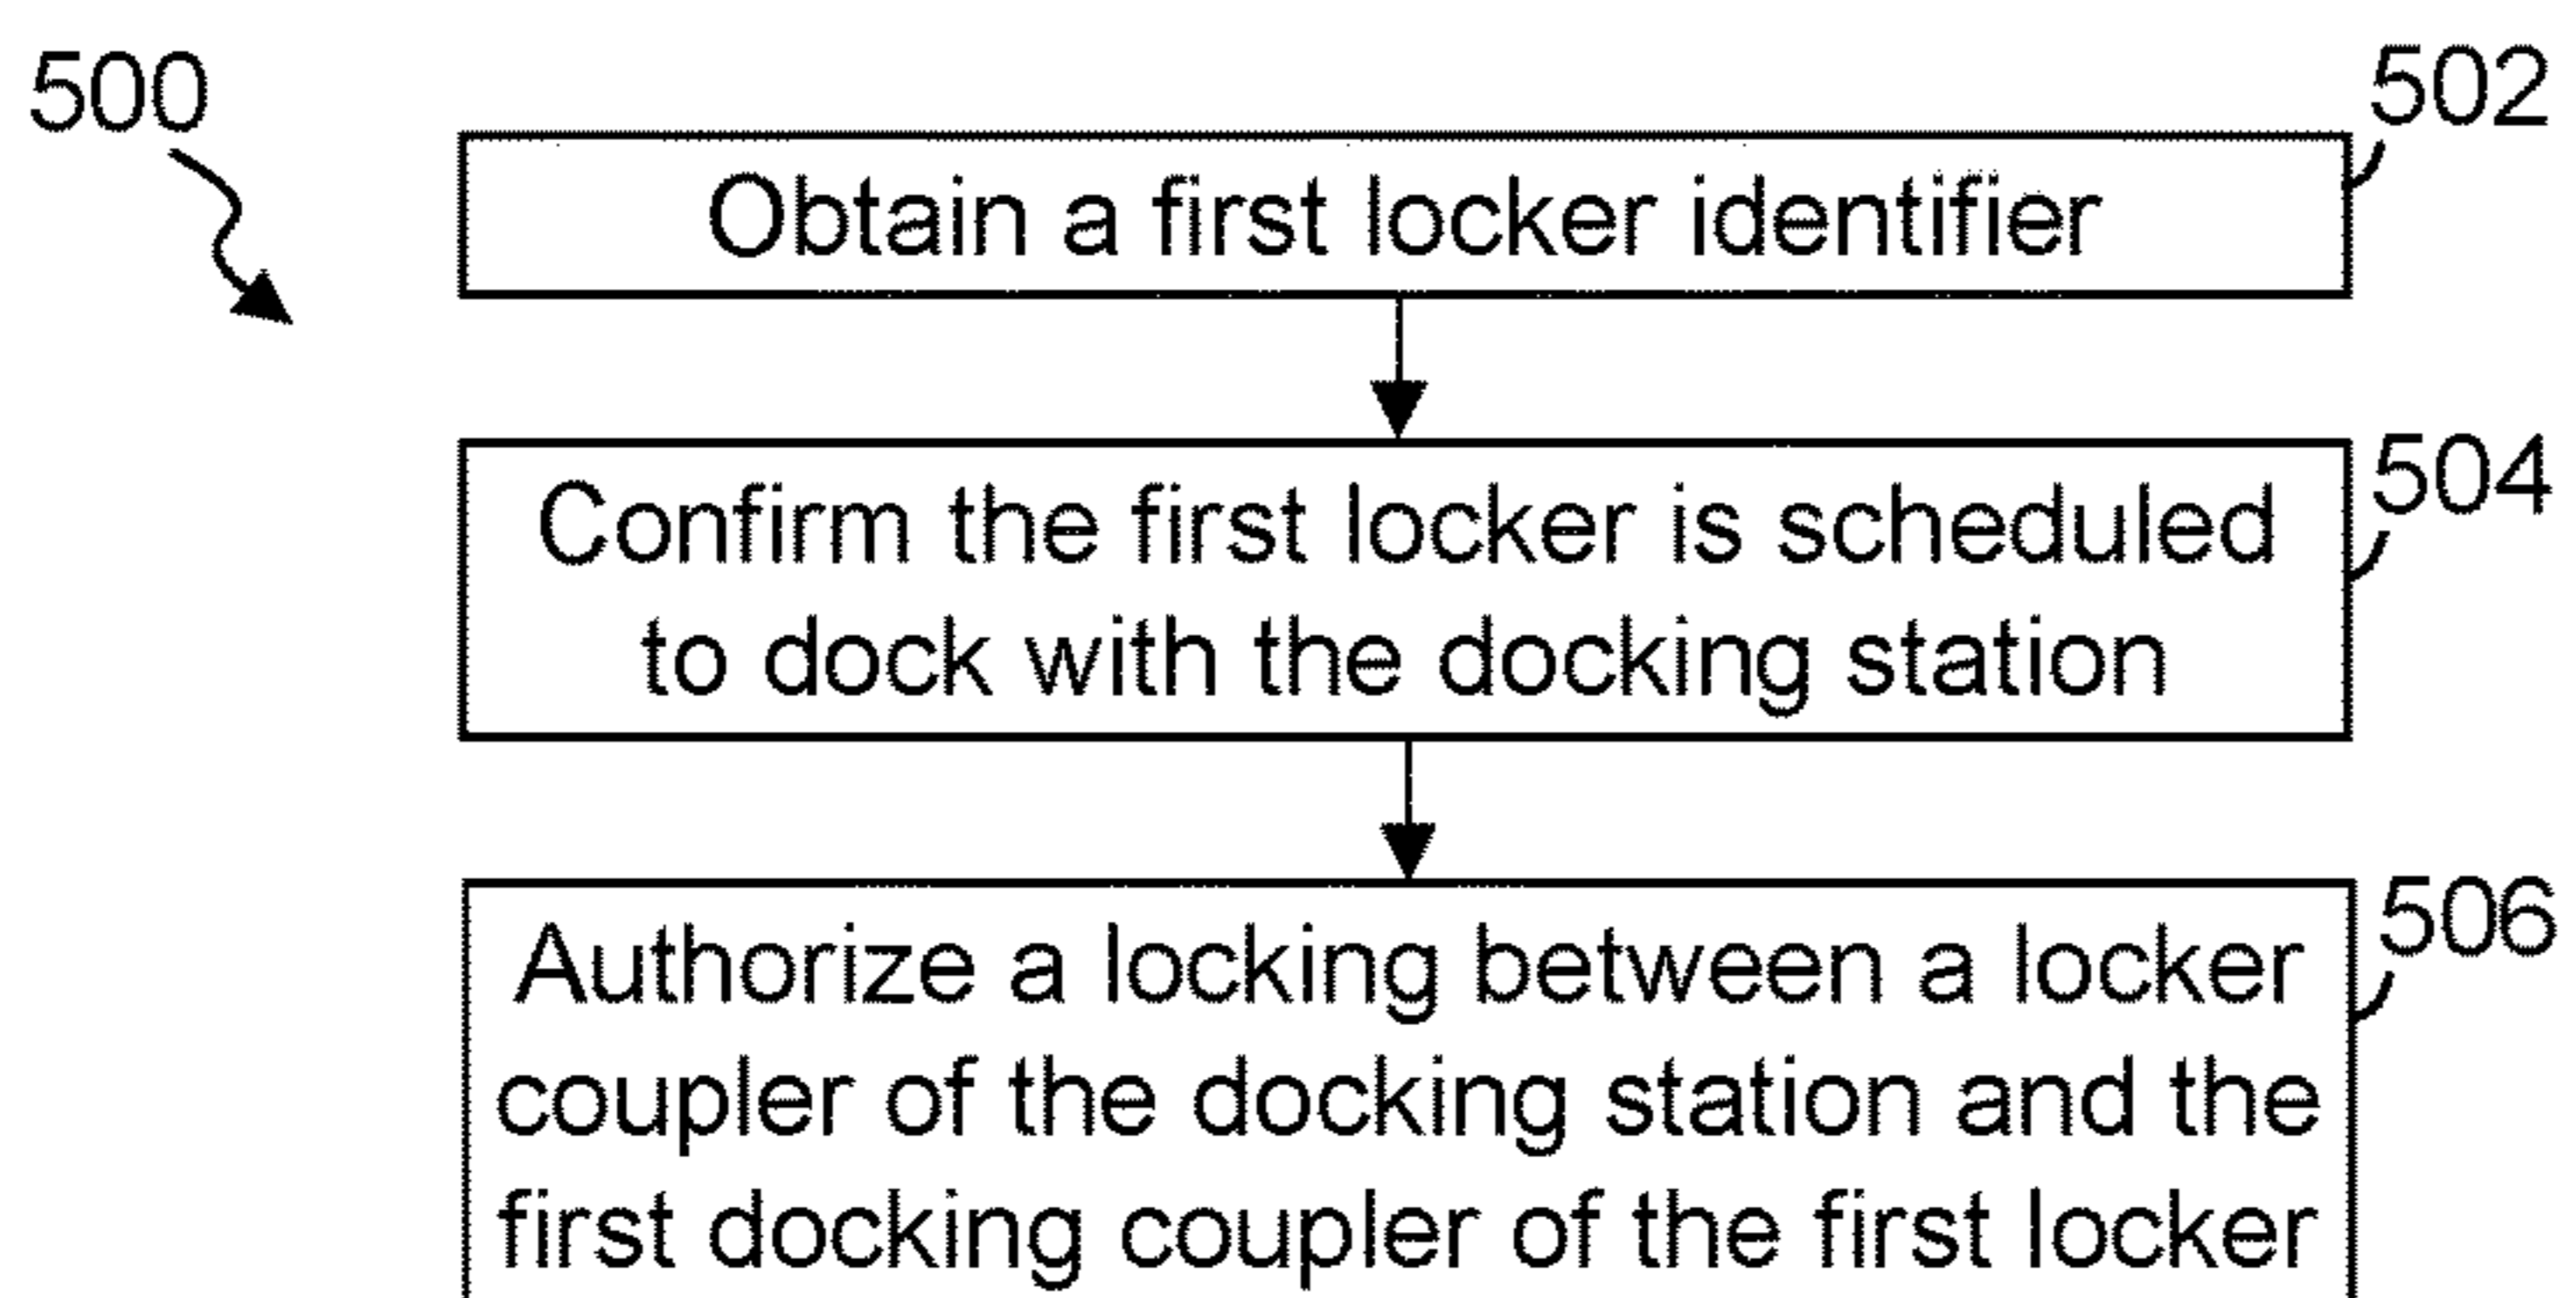 500
502
Obtain a first locker identifier
504
Confirm the first locker is scheduled
to dock with the docking station
506
Authorize a locking between a locker
coupler of the docking station and the
first docking coupler of the first locker